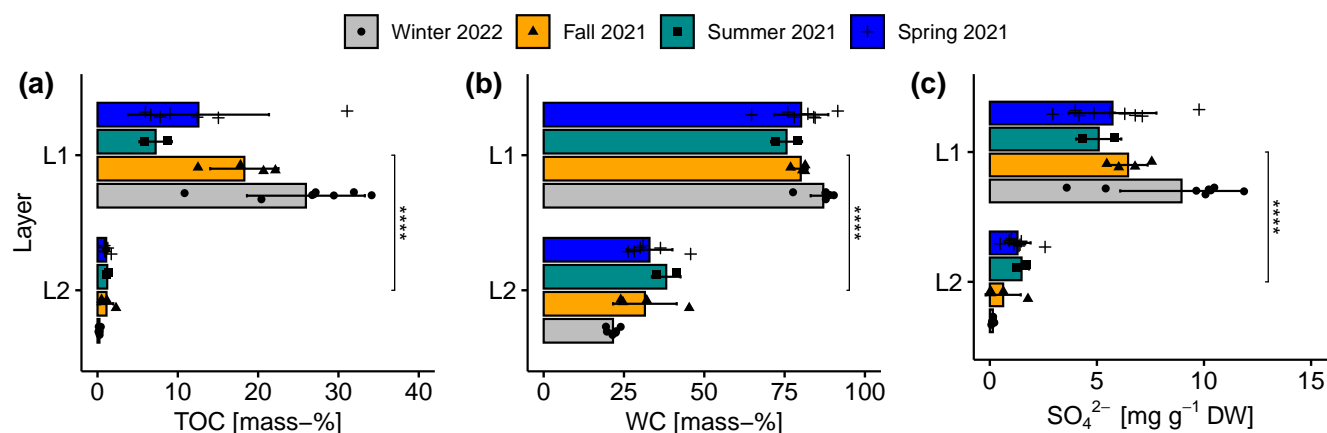 Winter 2022 Fall 2021 Summer 2021 Spring 2021
(a) (b) (c)
Layer
L1 L1 L1
**** **** ****
L2 L2 L2
0 10 20 30 40 0 25 50 75 100 0 5 10 15
TOC [mass−%] WC [mass−%] SO₄²⁻ [mg g⁻¹ DW]